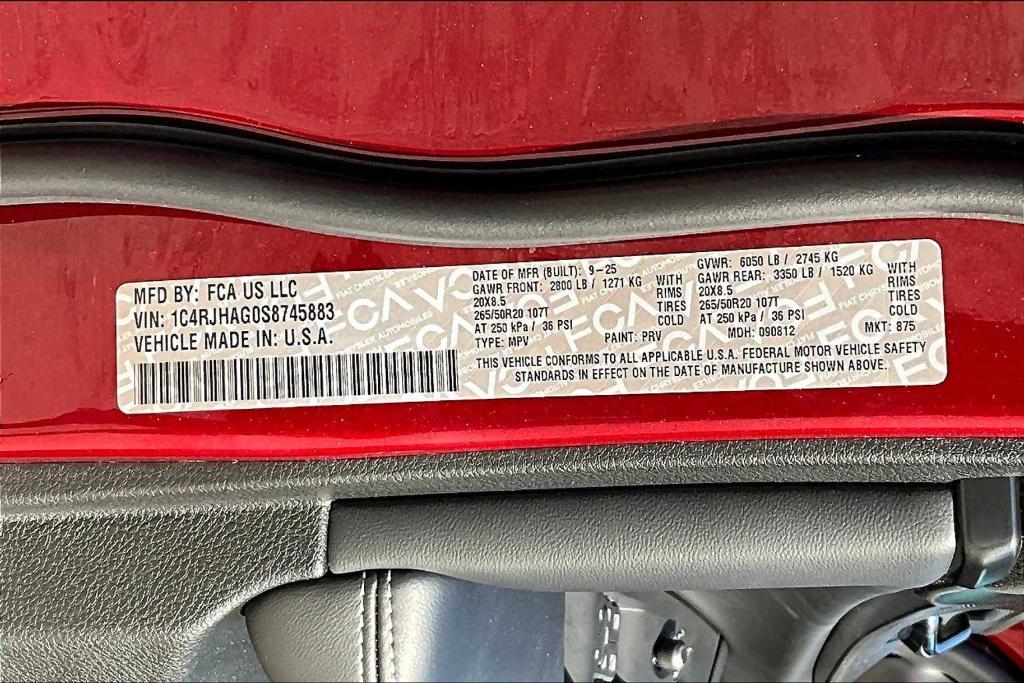 MFD BY: FCA US LLC
VIN: 1C4RJHAG0S8745883
VEHICLE MADE IN: U.S.A.
DATE OF MFR (BUILT): 9-25
GAWR FRONT: 2800 LB / 1271 KG WITH
20X8.5 RIMS
265/50R20 107T TIRES
AT 250 kPa / 36 PSI COLD
TYPE: MPV PAINT: PRV
GVWR: 6050 LB / 2745 KG
GAWR REAR: 3350 LB / 1520 KG WITH
20X8.5 RIMS
265/50R20 107T TIRES
AT 250 kPa / 36 PSI COLD
MDH: 090812 MKT: 875
THIS VEHICLE CONFORMS TO ALL APPLICABLE U.S.A. FEDERAL MOTOR VEHICLE SAFETY
STANDARDS IN EFFECT ON THE DATE OF MANUFACTURE SHOWN ABOVE.